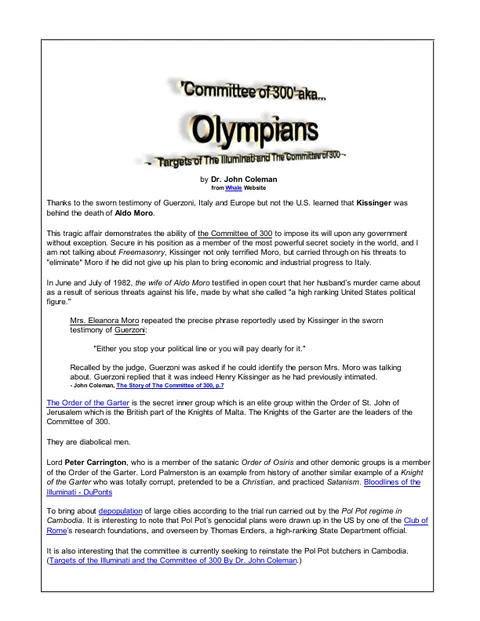 'Committee of 300' aka...
Olympians
- Targets of The Illuminati and The Committee of 300 -
by Dr. John Coleman
from Whale Website
Thanks to the sworn testimony of Guerzoni, Italy and Europe but not the U.S. learned that Kissinger was
behind the death of Aldo Moro.
This tragic affair demonstrates the ability of the Committee of 300 to impose its will upon any government
without exception. Secure in his position as a member of the most powerful secret society in the world, and I
am not talking about Freemasonry, Kissinger not only terrified Moro, but carried through on his threats to
"eliminate" Moro if he did not give up his plan to bring economic and industrial progress to Italy.
In June and July of 1982, the wife of Aldo Moro testified in open court that her husband's murder came about
as a result of serious threats against his life, made by what she called "a high ranking United States political
figure."
Mrs. Eleanora Moro repeated the precise phrase reportedly used by Kissinger in the sworn
testimony of Guerzoni:
"Either you stop your political line or you will pay dearly for it."
Recalled by the judge, Guerzoni was asked if he could identify the person Mrs. Moro was talking
about. Guerzoni replied that it was indeed Henry Kissinger as he had previously intimated.
- John Coleman, The Story of The Committee of 300, p.7
The Order of the Garter is the secret inner group which is an elite group within the Order of St. John of
Jerusalem which is the British part of the Knights of Malta. The Knights of the Garter are the leaders of the
Committee of 300.
They are diabolical men.
Lord Peter Carrington, who is a member of the satanic Order of Osiris and other demonic groups is a member
of the Order of the Garter. Lord Palmerston is an example from history of another similar example of a Knight
of the Garter who was totally corrupt, pretended to be a Christian, and practiced Satanism. Bloodlines of the
Illuminati - DuPonts
To bring about depopulation of large cities according to the trial run carried out by the Pol Pot regime in
Cambodia. It is interesting to note that Pol Pot's genocidal plans were drawn up in the US by one of the Club of
Rome's research foundations, and overseen by Thomas Enders, a high-ranking State Department official.
It is also interesting that the committee is currently seeking to reinstate the Pol Pot butchers in Cambodia.
(Targets of the Illuminati and the Committee of 300 By Dr. John Coleman.)